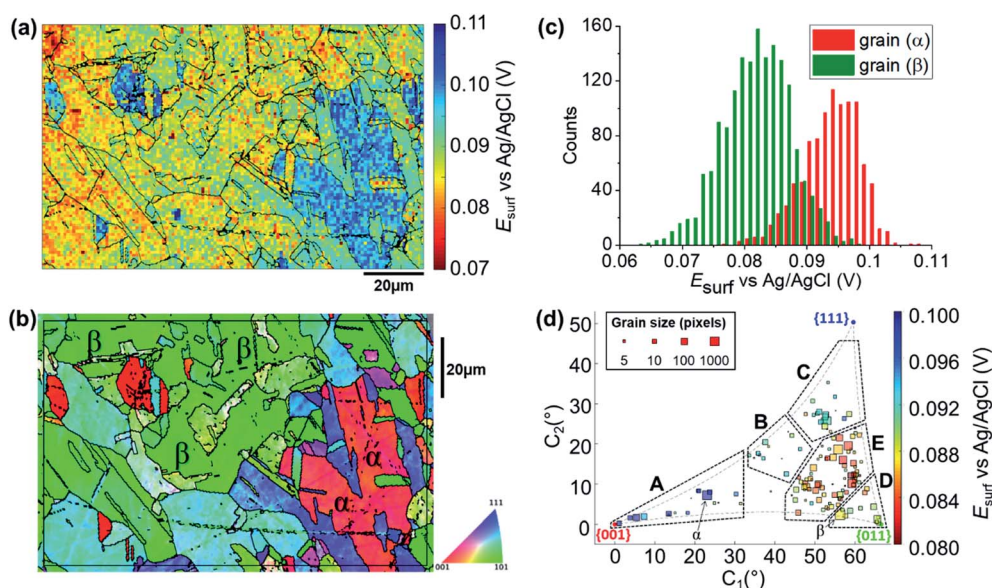 (a)
0.11
0.10
0.09
0.08
0.07
E_surf vs Ag/AgCl (V)
20μm
(b)
β
β
β
α
α
20μm
111
001
101
(c)
160
120
80
40
0
Counts
grain (α)
grain (β)
0.06
0.07
0.08
0.09
0.1
0.11
E_surf vs Ag/AgCl (V)
(d)
Grain size (pixels)
5
10
100
1000
50
40
30
20
10
0
C₂(°)
{111}
C
B
A
E
D
{001}
α
β
{011}
0
10
20
30
40
50
60
C₁(°)
0.100
0.096
0.092
0.088
0.084
0.080
E_surf vs Ag/AgCl (V)